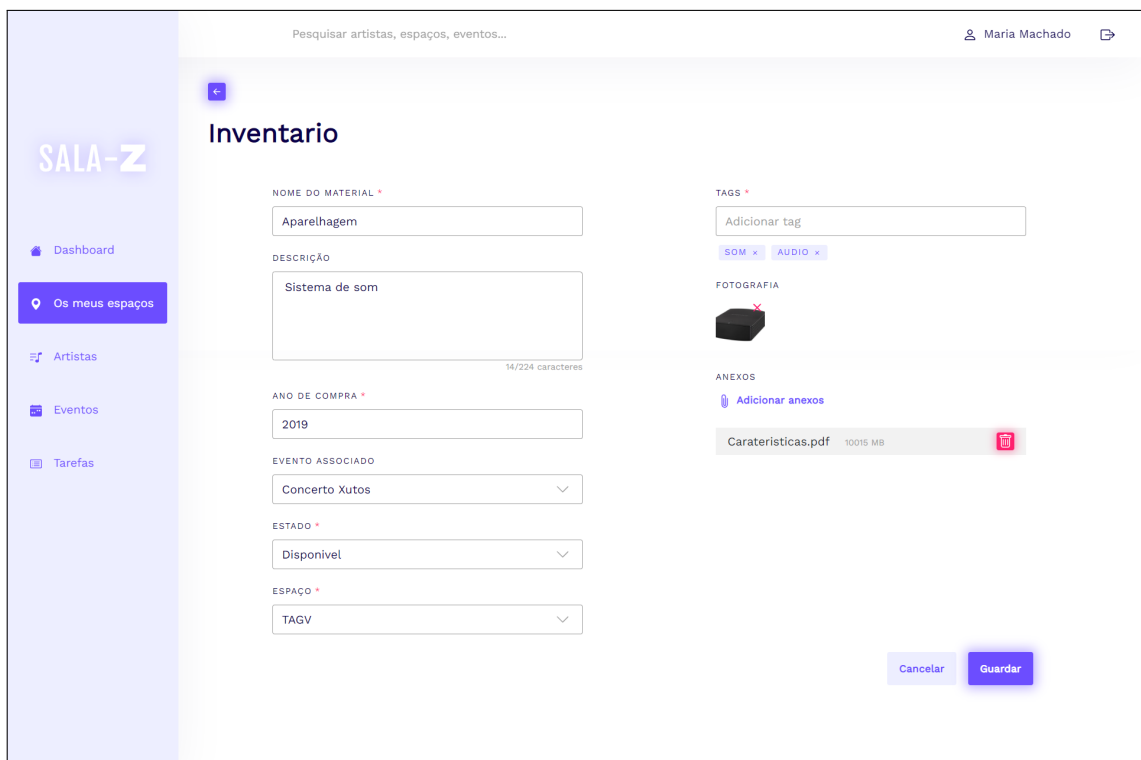 Pesquisar artistas, espaços, eventos...
Maria Machado
SALA-Z
Dashboard
Os meus espaços
Artistas
Eventos
Tarefas
Inventario
NOME DO MATERIAL *
Aparelhagem
DESCRIÇÃO
Sistema de som
14/224 caracteres
ANO DE COMPRA *
2019
EVENTO ASSOCIADO
Concerto Xutos
ESTADO *
Disponivel
ESPAÇO *
TAGV
TAGS *
Adicionar tag
SOM × AUDIO ×
FOTOGRAFIA
ANEXOS
Adicionar anexos
Carateristicas.pdf 10015 MB
Cancelar Guardar